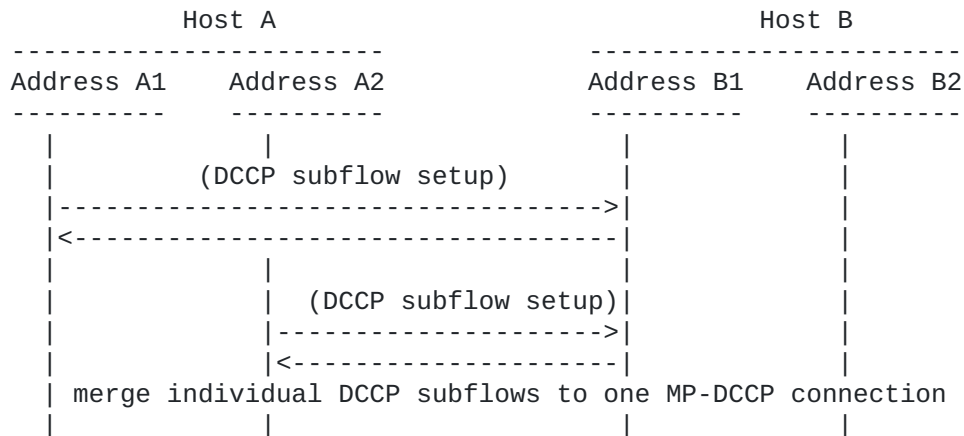 Host A Host B
------------------------ ------------------------
Address A1 Address A2 Address B1 Address B2
---------- ---------- ---------- ----------
| | | |
| (DCCP subflow setup) | |
|----------------------------------->| |
|<-----------------------------------| |
| | | |
| | (DCCP subflow setup)| |
| |--------------------->| |
| |<---------------------| |
| merge individual DCCP subflows to one MP-DCCP connection
| | | |